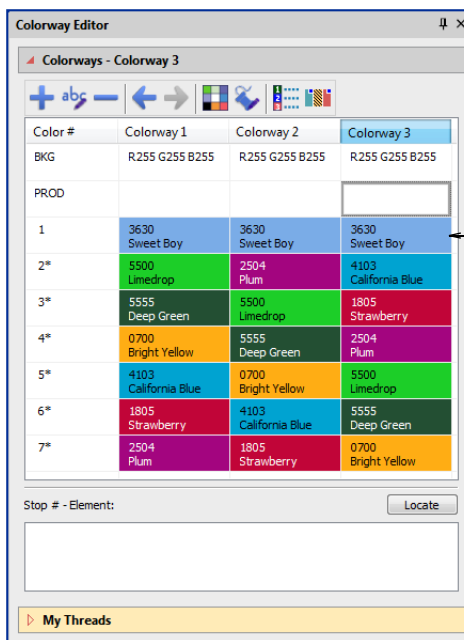 Colorway Editor
Colorways - Colorway 3
abc
1
2
3
Color # Colorway 1 Colorway 2 Colorway 3
BKG R255 G255 B255 R255 G255 B255 R255 G255 B255
PROD
1 3630 3630 3630
Sweet Boy Sweet Boy Sweet Boy
2* 5500 2504 4103
Limedrop Plum California Blue
3* 5555 5500 1805
Deep Green Limedrop Strawberry
4* 0700 5555 2504
Bright Yellow Deep Green Plum
5* 4103 0700 5500
California Blue Bright Yellow Limedrop
6* 1805 4103 5555
Strawberry California Blue Deep Green
7* 2504 1805 0700
Plum Strawberry Bright Yellow
Stop # - Element: Locate
My Threads